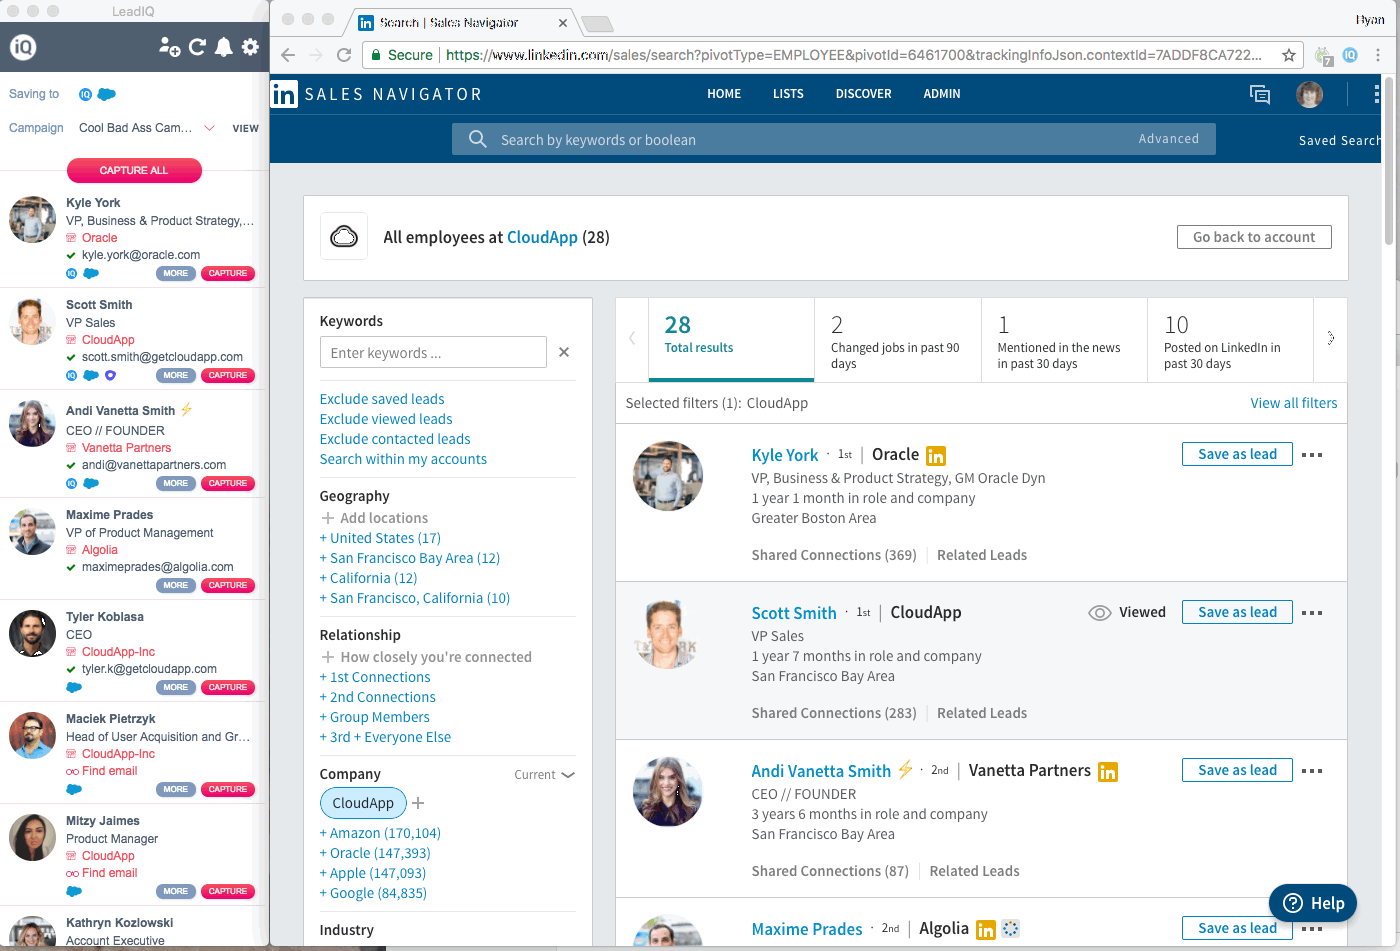 LeadIQ
iQ
Saving to
Campaign Cool Bad Ass Cam... VIEW
CAPTURE ALL
Kyle York
VP, Business & Product Strategy,...
Oracle
kyle.york@oracle.com
MORE CAPTURE
Scott Smith
VP Sales
CloudApp
scott.smith@getcloudapp.com
MORE CAPTURE
Andi Vanetta Smith ⚡
CEO // FOUNDER
Vanetta Partners
andi@vanettapartners.com
MORE CAPTURE
Maxime Prades
VP of Product Management
Algolia
maximeprades@algolia.com
MORE CAPTURE
Tyler Koblasa
CEO
CloudApp-Inc
tyler.k@getcloudapp.com
MORE CAPTURE
Maciek Pietrzyk
Head of User Acquisition and Gr...
CloudApp-Inc
Find email
MORE CAPTURE
Mitzy Jaimes
Product Manager
CloudApp
Find email
MORE CAPTURE
Kathryn Kozlowski
Account Executive
Search | Sales Navigator
Ryan
Secure https://www.linkedin.com/sales/search?pivotType=EMPLOYEE&pivotId=6461700&trackingInfoJson.contextId=7ADDF8CA722...
7
in SALES NAVIGATOR
HOME LISTS DISCOVER ADMIN
Search by keywords or boolean Advanced
Saved Search
All employees at CloudApp (28)
Go back to account
Keywords
Enter keywords ...
Exclude saved leads
Exclude viewed leads
Exclude contacted leads
Search within my accounts
Geography
+ Add locations
+ United States (17)
+ San Francisco Bay Area (12)
+ California (12)
+ San Francisco, California (10)
Relationship
+ How closely you're connected
+ 1st Connections
+ 2nd Connections
+ Group Members
+ 3rd + Everyone Else
Company Current
CloudApp +
+ Amazon (170,104)
+ Oracle (147,393)
+ Apple (147,093)
+ Google (84,835)
Industry
28
Total results
2
Changed jobs in past 90
days
1
Mentioned in the news
in past 30 days
10
Posted on LinkedIn in
past 30 days
Selected filters (1): CloudApp
View all filters
Kyle York · 1st | Oracle in
Save as lead
VP, Business & Product Strategy, GM Oracle Dyn
1 year 1 month in role and company
Greater Boston Area
Shared Connections (369) Related Leads
Scott Smith · 1st | CloudApp
Viewed Save as lead
VP Sales
1 year 7 months in role and company
San Francisco Bay Area
Shared Connections (283) Related Leads
Andi Vanetta Smith ⚡ · 2nd | Vanetta Partners in
Save as lead
CEO // FOUNDER
3 years 6 months in role and company
San Francisco Bay Area
Shared Connections (87) Related Leads
Maxime Prades · 2nd | Algolia in
Save as lead
Help